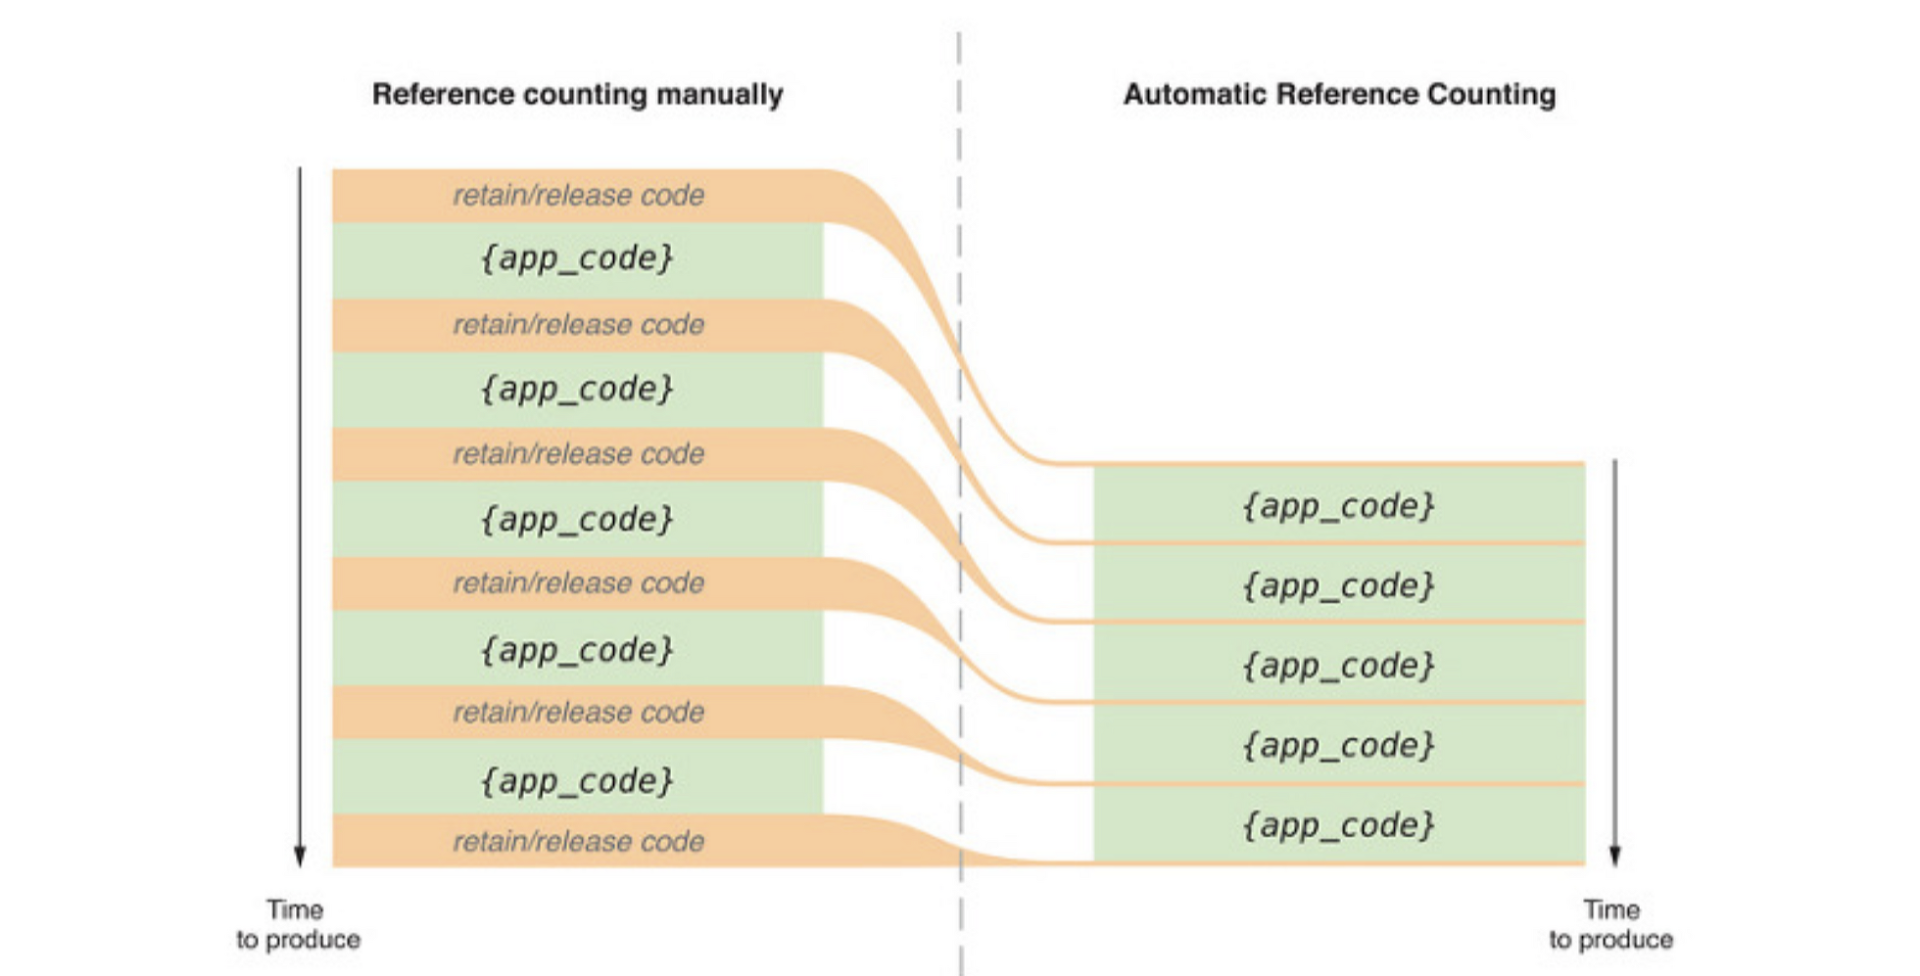 Reference counting manually
Automatic Reference Counting
retain/release code
{app_code}
retain/release code
{app_code}
retain/release code
{app_code}
retain/release code
{app_code}
retain/release code
{app_code}
retain/release code
{app_code}
{app_code}
{app_code}
{app_code}
{app_code}
Time
to produce
Time
to produce